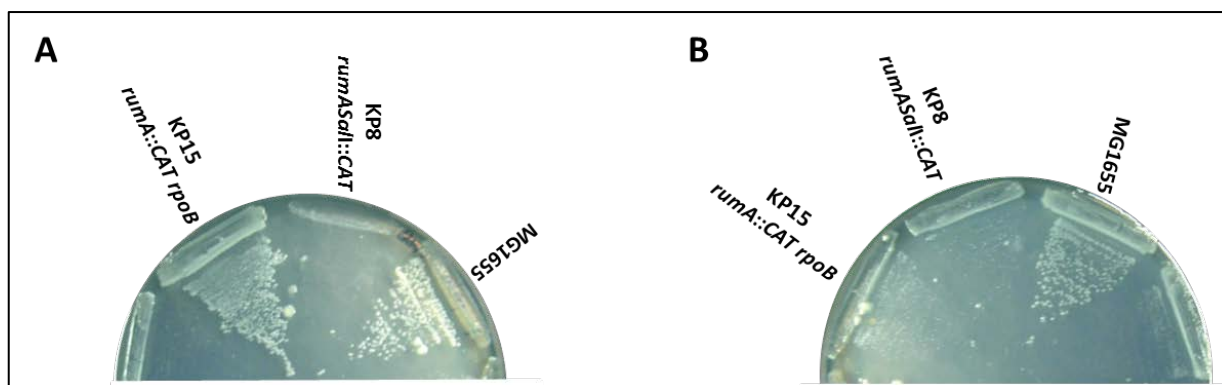 A
KP15
rumA::CAT rpoB
KP8
rumASalI::CAT
MG1655
B
KP15
rumA::CAT rpoB
KP8
rumASalI::CAT
MG1655